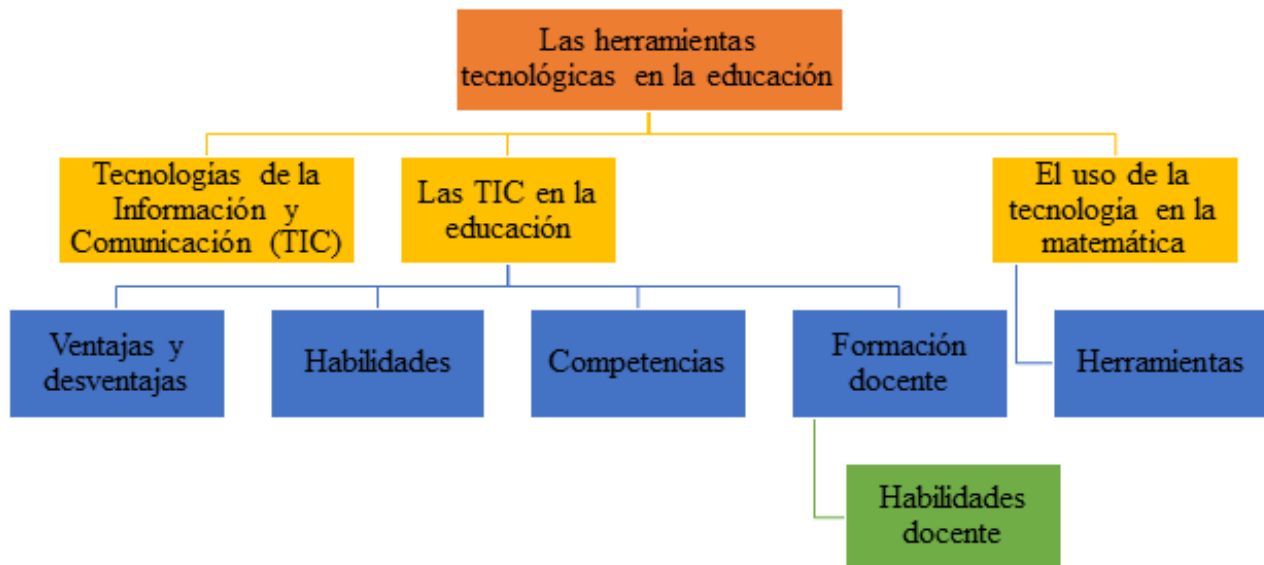 Las herramientas
tecnológicas en la educación
Tecnologías de la
Información y
Comunicación (TIC)
Las TIC en la
educación
El uso de la
tecnología en la
matemática
Ventajas y
desventajas
Habilidades
Competencias
Formación
docente
Herramientas
Habilidades
docente